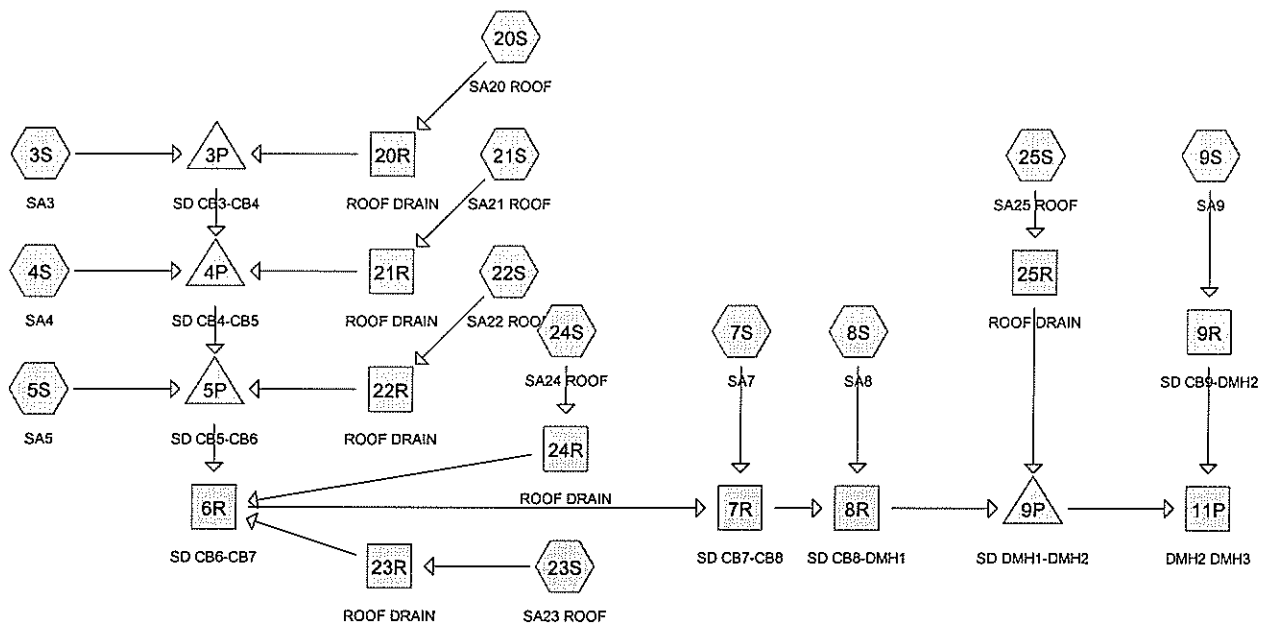 20S
SA20 ROOF
3S
3P
20R
21S
25S
9S
SA3
SD CB3-CB4
ROOF DRAIN
SA21 ROOF
SA25 ROOF
SA9
4S
4P
21R
22S
25R
SA4
SD CB4-CB5
ROOF DRAIN
SA22 ROOF
24S
7S
8S
ROOF DRAIN
9R
5S
5P
22R
SA24 ROOF
SA7
SA8
SD CB9-DMH2
SA5
SD CB5-CB6
ROOF DRAIN
24R
ROOF DRAIN
6R
7R
8R
9P
11P
SD CB6-CB7
SD CB7-CB8
SD CB8-DMH1
SD DMH1-DMH2
DMH2 DMH3
23R
23S
ROOF DRAIN
SA23 ROOF